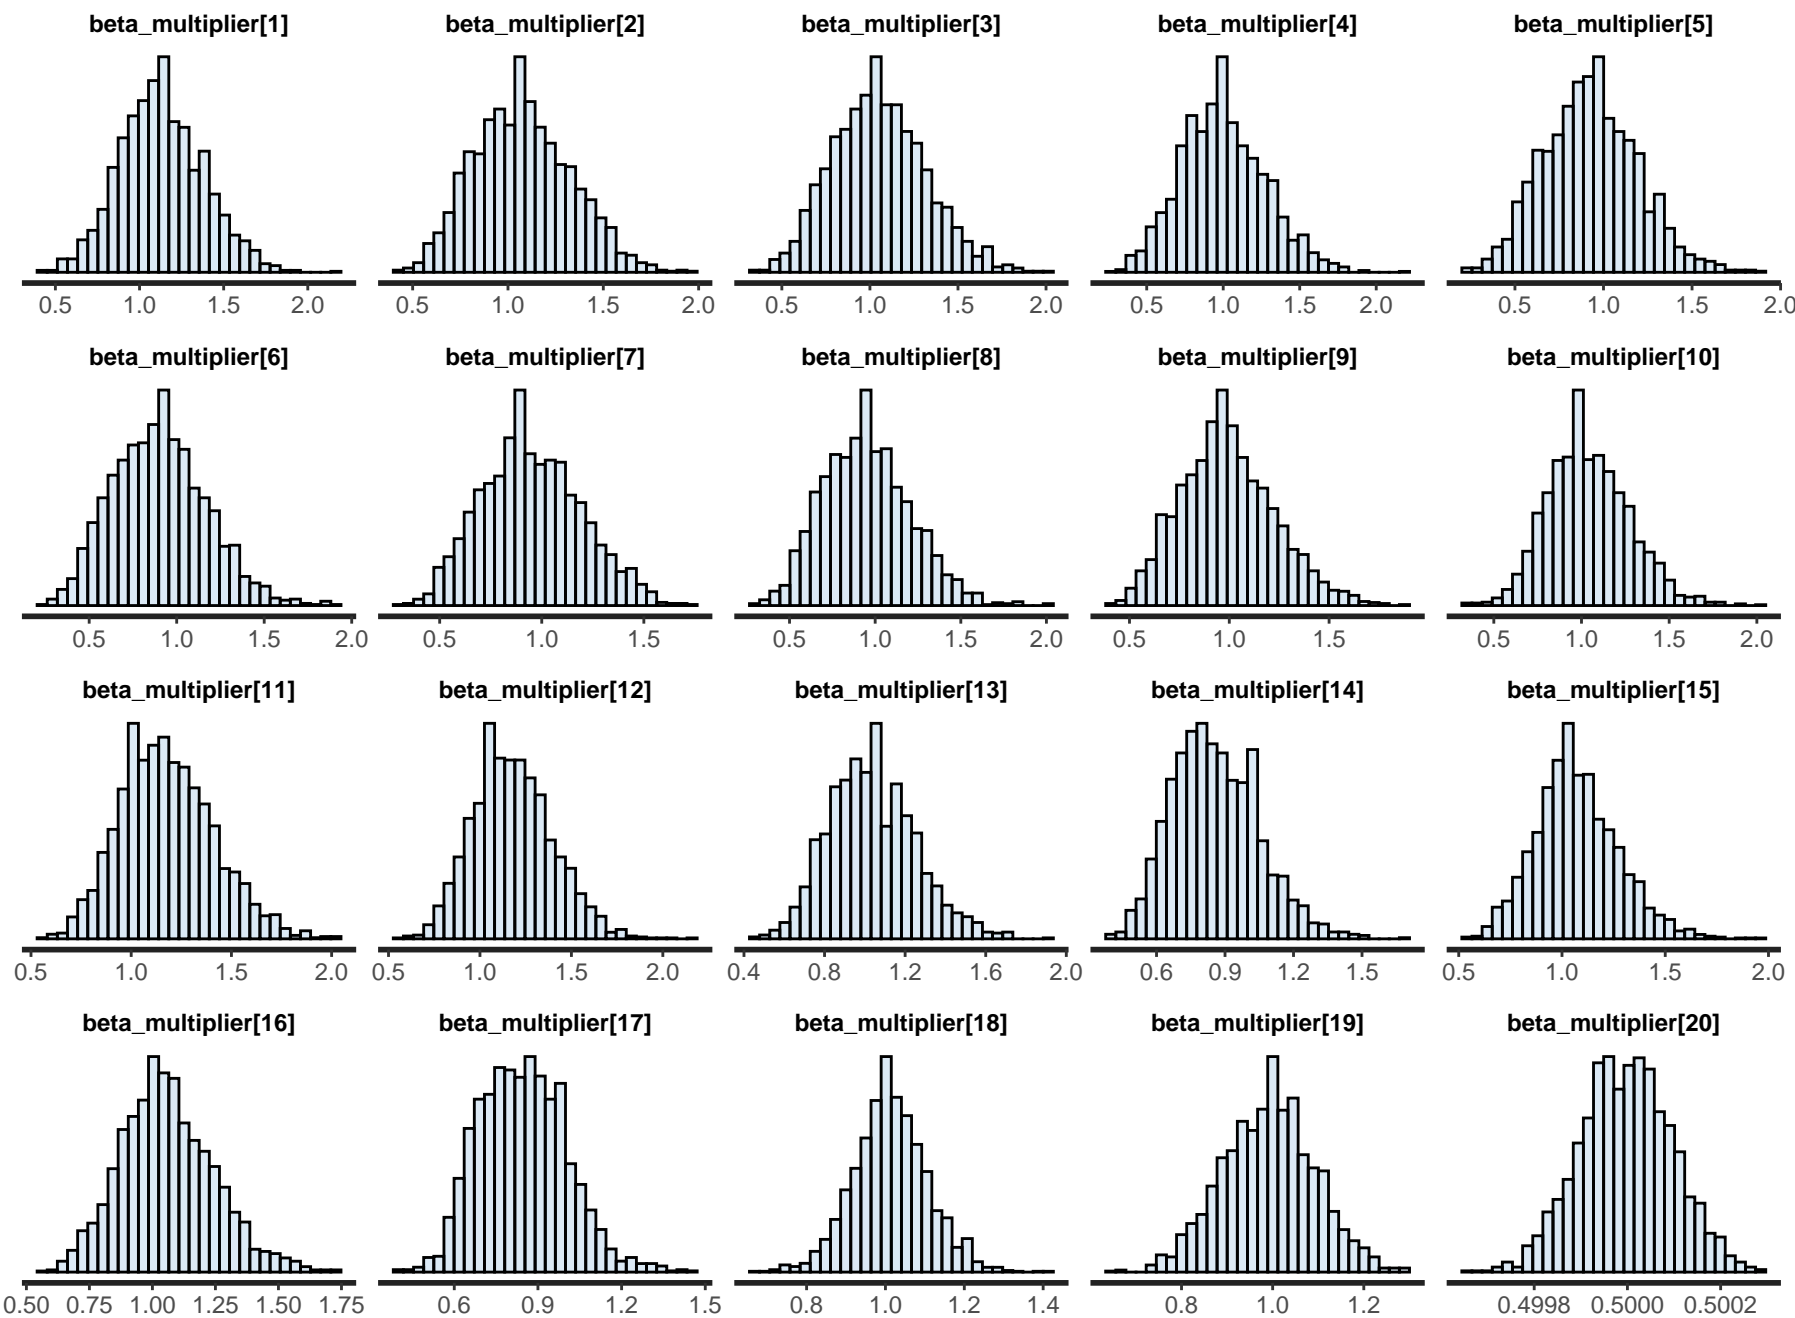 beta_multiplier[1] beta_multiplier[2] beta_multiplier[3] beta_multiplier[4] beta_multiplier[5]
0.5 1.0 1.5 2.0 0.5 1.0 1.5 2.0 0.5 1.0 1.5 2.0 0.5 1.0 1.5 2.0 0.5 1.0 1.5 2.0
beta_multiplier[6] beta_multiplier[7] beta_multiplier[8] beta_multiplier[9] beta_multiplier[10]
0.5 1.0 1.5 2.0 0.5 1.0 1.5 0.5 1.0 1.5 2.0 0.5 1.0 1.5 0.5 1.0 1.5 2.0
beta_multiplier[11] beta_multiplier[12] beta_multiplier[13] beta_multiplier[14] beta_multiplier[15]
0.5 1.0 1.5 2.0 0.5 1.0 1.5 2.0 0.4 0.8 1.2 1.6 2.0 0.6 0.9 1.2 1.5 0.5 1.0 1.5 2.0
beta_multiplier[16] beta_multiplier[17] beta_multiplier[18] beta_multiplier[19] beta_multiplier[20]
0.50 0.75 1.00 1.25 1.50 1.75 0.6 0.9 1.2 1.5 0.8 1.0 1.2 1.4 0.8 1.0 1.2 0.4998 0.5000 0.5002